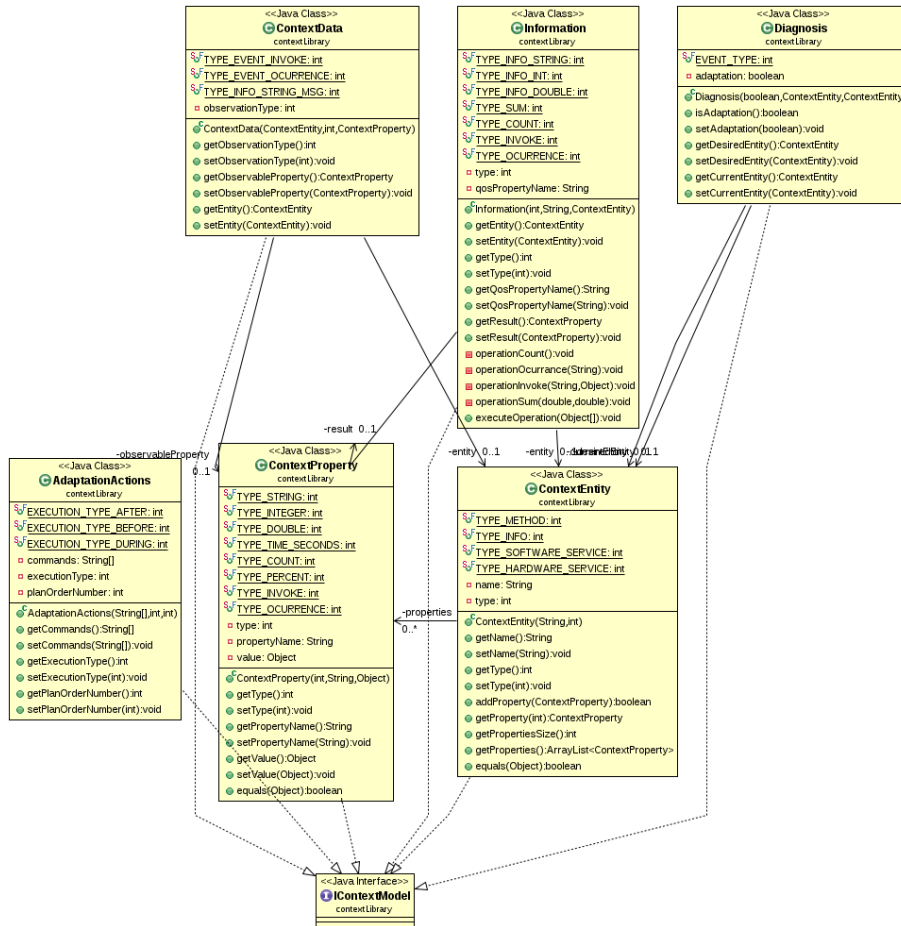 <<Java Class>>
ContextData
contextLibrary
TYPE_EVENT_INVOKE: int
TYPE_EVENT_OCURRENCE: int
TYPE_INFO_STRING_MSG: int
observationType: int
ContextData(ContextEntity,int,ContextProperty)
getObservationType():int
setObservationType(int):void
getObservableProperty():ContextProperty
setObservableProperty(ContextProperty):void
getEntity():ContextEntity
setEntity(ContextEntity):void
<<Java Class>>
Information
contextLibrary
TYPE_INFO_STRING: int
TYPE_INFO_INT: int
TYPE_INFO_DOUBLE: int
TYPE_SUM: int
TYPE_COUNT: int
TYPE_INVOKE: int
TYPE_OCURRENCE: int
type: int
qosPropertyName: String
Information(int,String,ContextEntity)
getEntity():ContextEntity
setEntity(ContextEntity):void
getType():int
setType(int):void
getQosPropertyName():String
setQosPropertyName(String):void
getResult():ContextProperty
setResult(ContextProperty):void
operationCount():void
operationOcurrance(String):void
operationInvoke(String,Object):void
operationSum(double,double):void
executeOperation(Object[]):void
<<Java Class>>
Diagnosis
contextLibrary
EVENT_TYPE: int
adaptation: boolean
Diagnosis(boolean,ContextEntity,ContextEntity
isAdaptation():boolean
setAdaptation(boolean):void
getDesiredEntity():ContextEntity
setDesiredEntity(ContextEntity):void
getCurrentEntity():ContextEntity
setCurrentEntity(ContextEntity):void
-observableProperty
0..1
-result 0..1
-entity 0..1
-entity
<<Java Class>>
AdaptationActions
contextLibrary
EXECUTION_TYPE_AFTER: int
EXECUTION_TYPE_BEFORE: int
EXECUTION_TYPE_DURING: int
commands: String[]
executionType: int
planOrderNumber: int
AdaptationActions(String[],int,int)
getCommands():String[]
setCommands(String[]):void
getExecutionType():int
setExecutionType(int):void
getPlanOrderNumber():int
setPlanOrderNumber(int):void
<<Java Class>>
ContextProperty
contextLibrary
TYPE_STRING: int
TYPE_INTEGER: int
TYPE_DOUBLE: int
TYPE_TIME_SECONDS: int
TYPE_COUNT: int
TYPE_PERCENT: int
TYPE_INVOKE: int
TYPE_OCURRENCE: int
type: int
propertyName: String
value: Object
ContextProperty(int,String,Object)
getType():int
setType(int):void
getPropertyName():String
setPropertyName(String):void
getValue():Object
setValue(Object):void
equals(Object):boolean
-properties
0..*
<<Java Class>>
ContextEntity
contextLibrary
TYPE_METHOD: int
TYPE_INFO: int
TYPE_SOFTWARE_SERVICE: int
TYPE_HARDWARE_SERVICE: int
name: String
type: int
ContextEntity(String,int)
getName():String
setName(String):void
getType():int
setType(int):void
addProperty(ContextProperty):boolean
getProperty(int):ContextProperty
getPropertiesSize():int
getProperties():ArrayList<ContextProperty>
equals(Object):boolean
<<Java Interface>>
IContextModel
contextLibrary